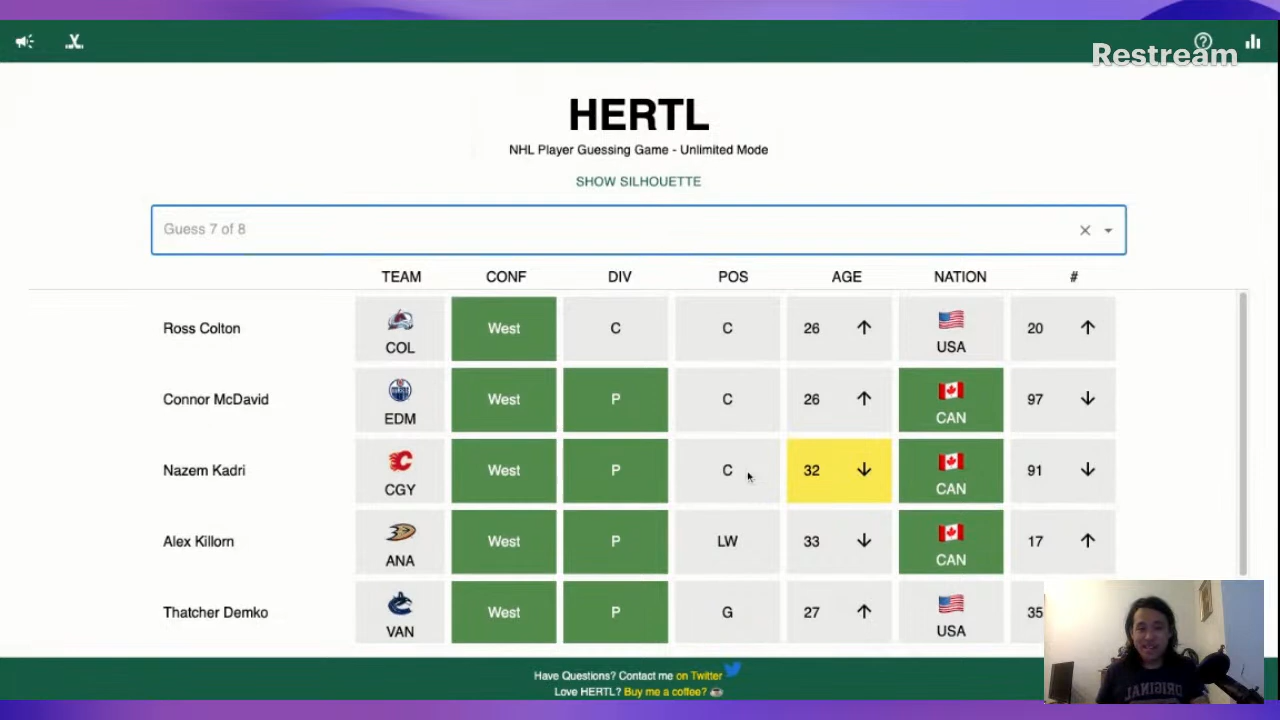 Restream
HERTL
NHL Player Guessing Game - Unlimited Mode
SHOW SILHOUETTE
Guess 7 of 8
TEAM CONF DIV POS AGE NATION #
Ross Colton COL West C C 26 ↑ USA 20 ↑
Connor McDavid EDM West P C 26 ↑ CAN 97 ↓
Nazem Kadri CGY West P C 32 ↓ CAN 91 ↓
Alex Killorn ANA West P LW 33 ↓ CAN 17 ↑
Thatcher Demko VAN West P G 27 ↑ USA 35
Have Questions? Contact me on Twitter
Love HERTL? Buy me a coffee?
ORIGINAL